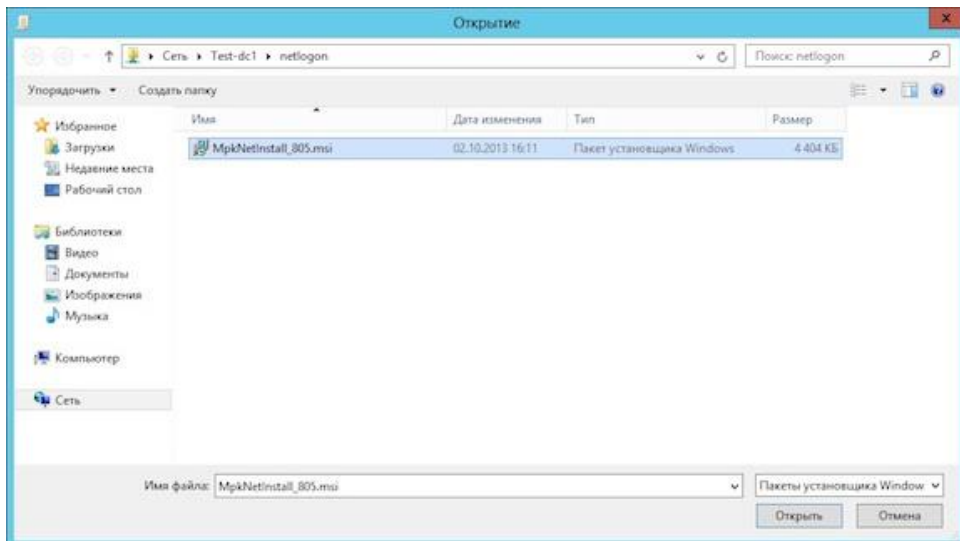 Открытие
Сеть Test-dc1 netlogon
Поиск: netlogon
Упорядочить Создать папку
Имя Дата изменения Тип Размер
MpkNetInstall_805.msi 02.10.2013 16:11 Пакет установщика Windows 4 404 КБ
Избранное
Загрузки
Недавние места
Рабочий стол
Библиотеки
Видео
Документы
Изображения
Музыка
Компьютер
Сеть
Имя файла: MpkNetInstall_805.msi
Пакеты установщика Window
Открыть Отмена